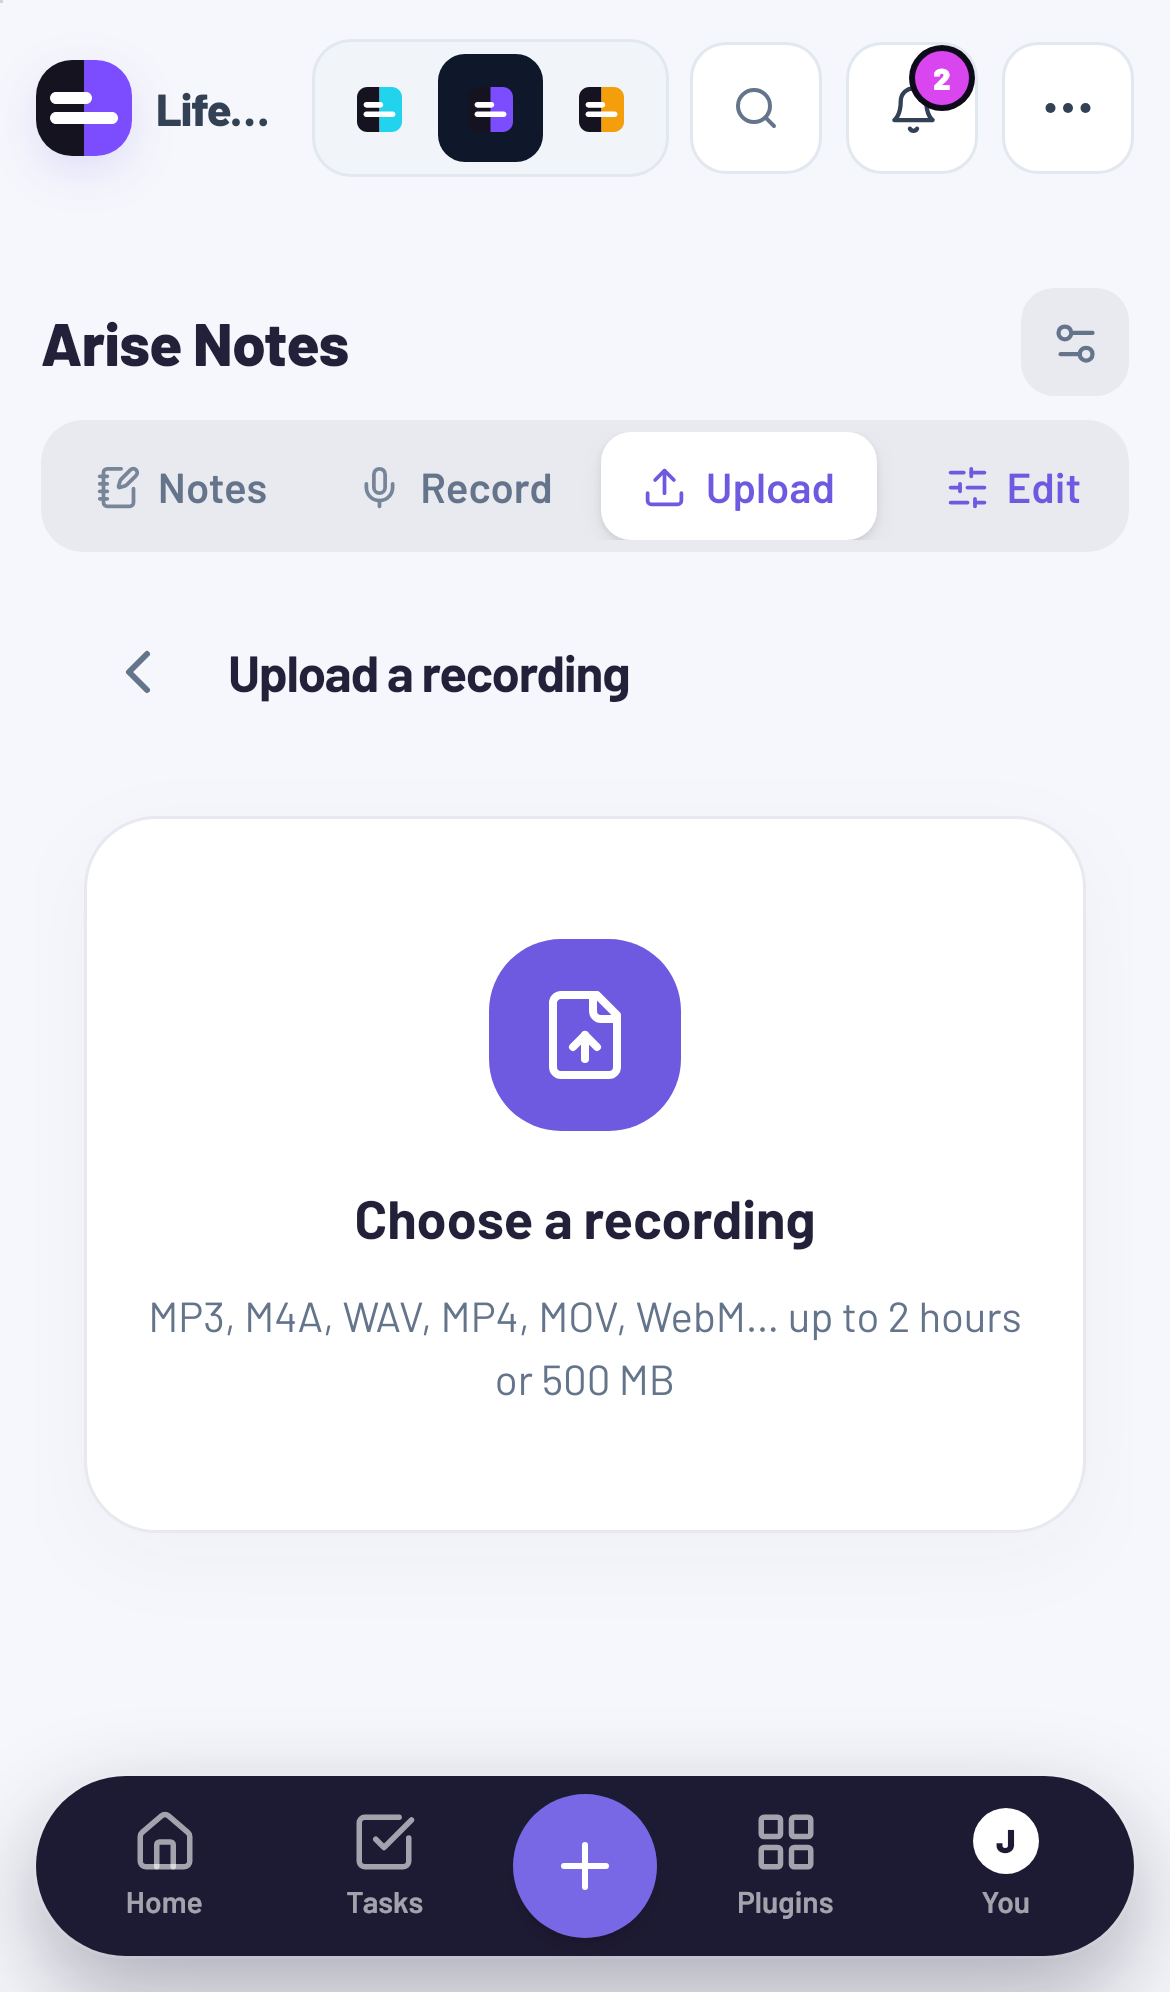 Life...
2
Arise Notes
Notes
Record
Upload
Edit
Upload a recording
Choose a recording
MP3, M4A, WAV, MP4, MOV, WebM... up to 2 hours
or 500 MB
Home
Tasks
Plugins
J
You